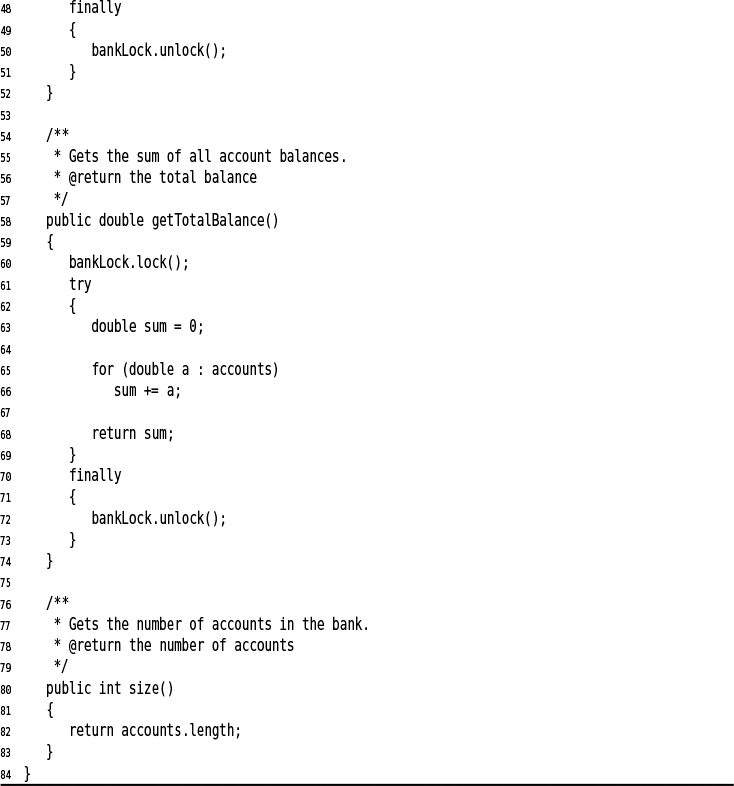 48       finally
49       {
50          bankLock.unlock();
51       }
52    }
53
54    /**
55     * Gets the sum of all account balances.
56     * @return the total balance
57     */
58    public double getTotalBalance()
59    {
60       bankLock.lock();
61       try
62       {
63          double sum = 0;
64
65          for (double a : accounts)
66             sum += a;
67
68          return sum;
69       }
70       finally
71       {
72          bankLock.unlock();
73       }
74    }
75
76    /**
77     * Gets the number of accounts in the bank.
78     * @return the number of accounts
79     */
80    public int size()
81    {
82       return accounts.length;
83    }
84 }